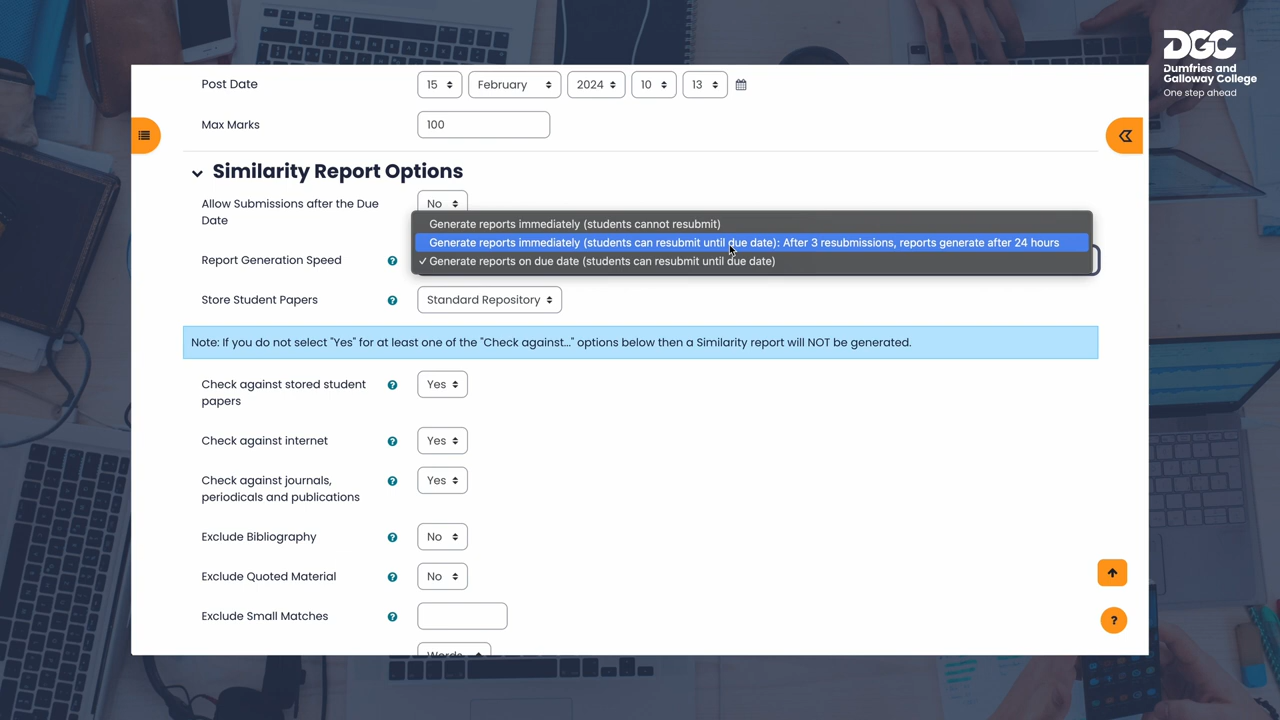 DGC
Dumfries and
Galloway College
One step ahead
Post Date 15 February 2024 10 13
Max Marks 100
Similarity Report Options
Allow Submissions after the Due
Date
No
Generate reports immediately (students cannot resubmit)
Generate reports immediately (students can resubmit until due date): After 3 resubmissions, reports generate after 24 hours
Report Generation Speed ?
✓ Generate reports on due date (students can resubmit until due date)
Store Student Papers ? Standard Repository
Note: If you do not select "Yes" for at least one of the "Check against..." options below then a Similarity report will NOT be generated.
Check against stored student
papers
? Yes
Check against internet ? Yes
Check against journals,
periodicals and publications
? Yes
Exclude Bibliography ? No
Exclude Quoted Material ? No
Exclude Small Matches ?
Words
?